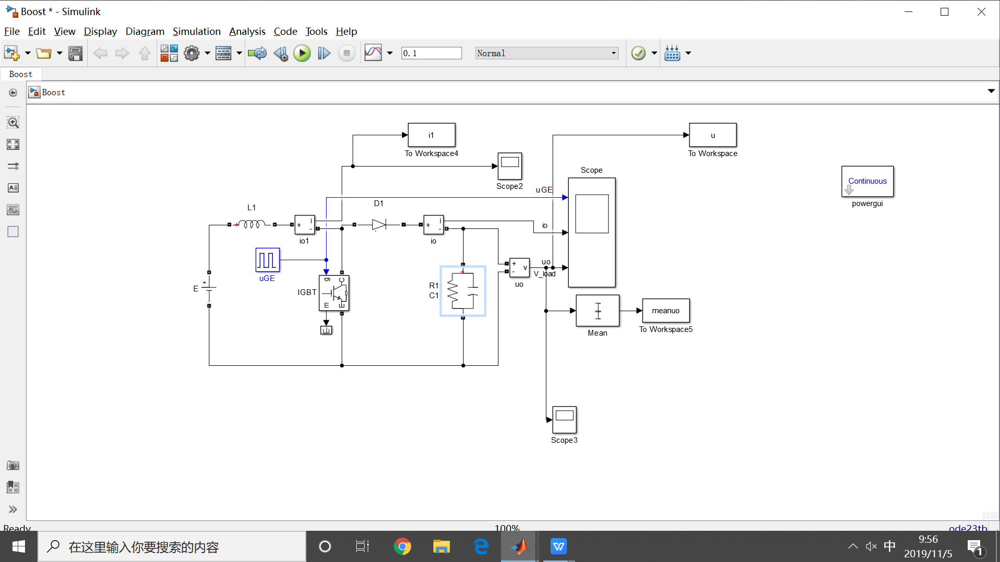 Boost * - Simulink
File Edit View Display Diagram Simulation Analysis Code Tools Help
0.1
Normal
Boost
Boost
i1
To Workspace4
u
To Workspace
Scope2
Scope
Continuous
powergui
uGE
L1
D1
+
i
-
io1
+
i
-
io
io
uGE
E
+
IGBT
g
C
m
E
R1
C1
+
-
v
uo
uo
V_load
Mean
meanuo
To Workspace5
Scope3
Ready
100%
ode23tb
在这里输入你要搜索的内容
中
9:56
2019/11/5
1